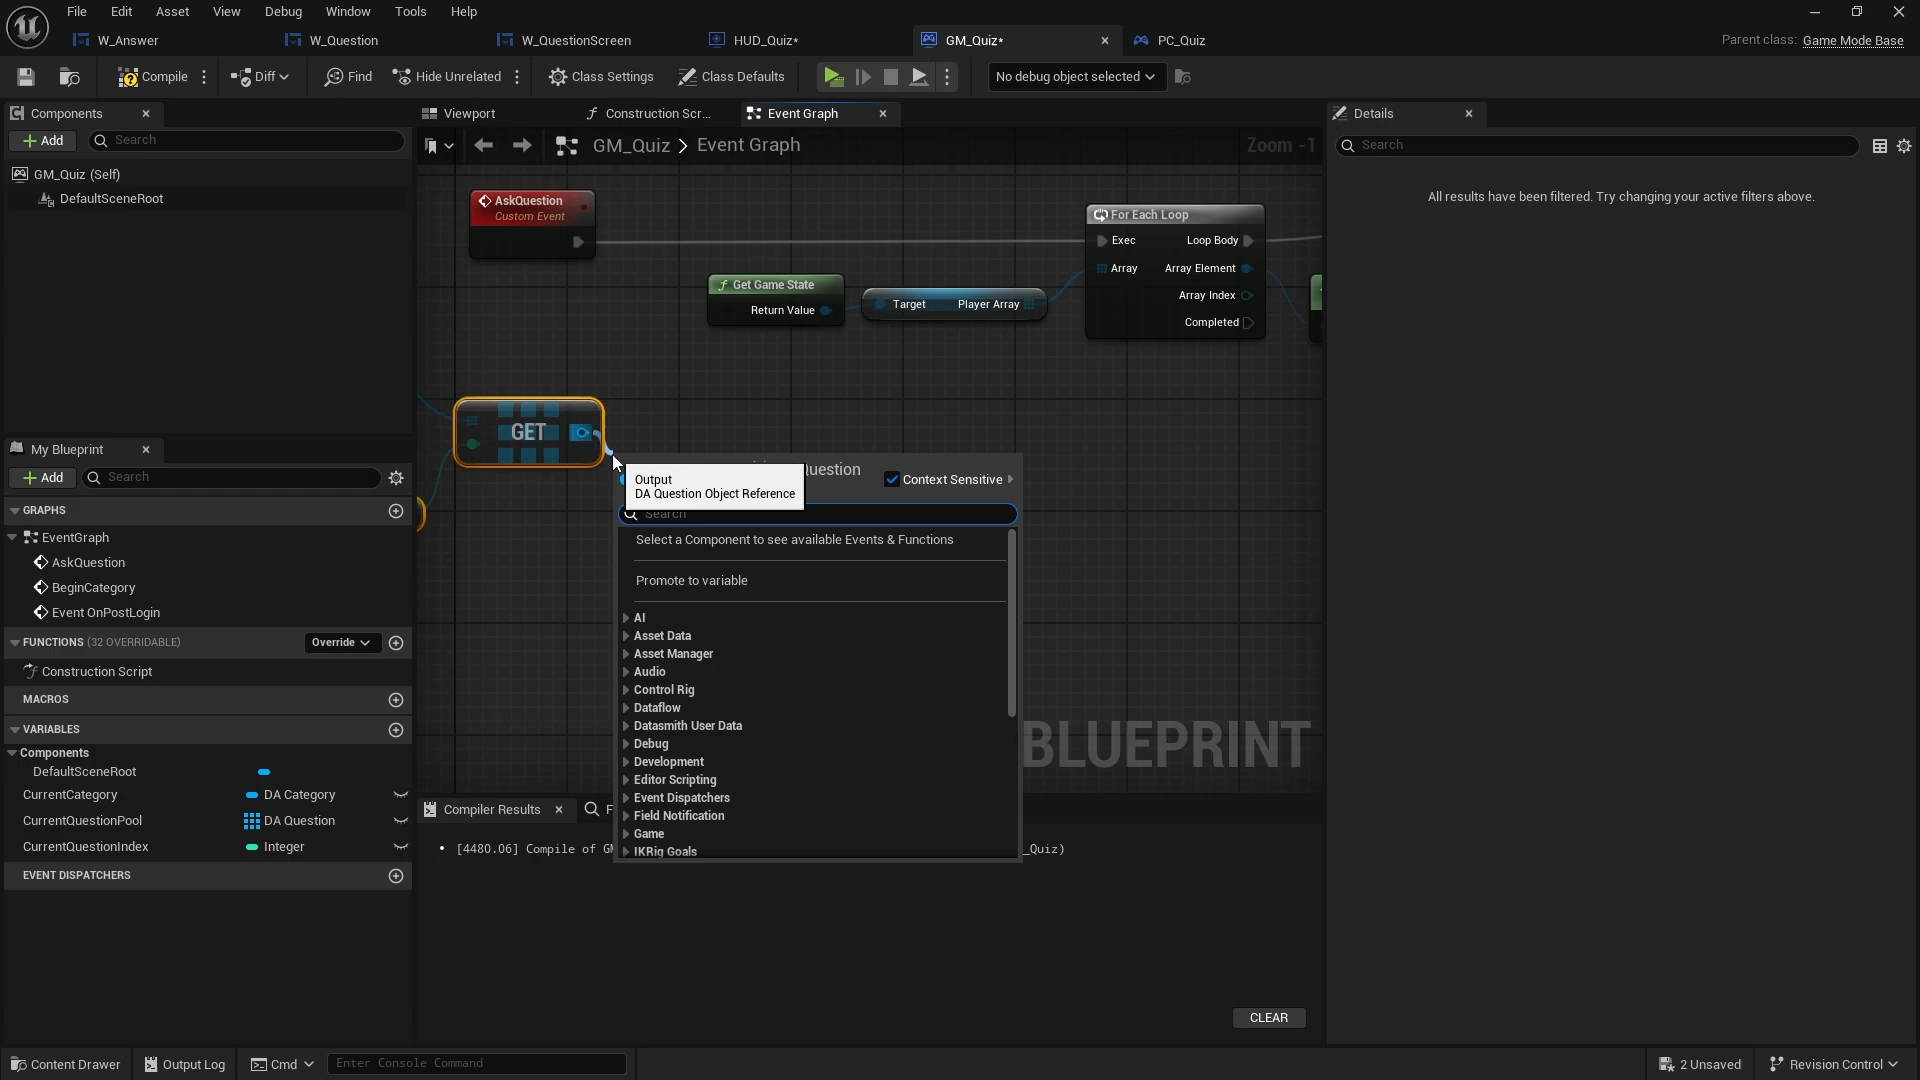 File Edit Asset View Debug Window Tools Help
W_Answer W_Question W_QuestionScreen HUD_Quiz* GM_Quiz* PC_Quiz
Parent class: Game Mode Base
Compile Diff Find Hide Unrelated Class Settings Class Defaults No debug object selected
Components
Add Search
GM_Quiz (Self)
DefaultSceneRoot
Viewport Construction Scr... Event Graph
GM_Quiz > Event Graph
Zoom -1
AskQuestion
Custom Event
Get Game State
Return Value
Target Player Array
For Each Loop
Exec Loop Body
Array Array Element
Array Index
Completed
GET
Output
DA Question Object Reference
uestion
Context Sensitive
Search
Select a Component to see available Events & Functions
Promote to variable
AI
Asset Data
Asset Manager
Audio
Control Rig
Dataflow
Datasmith User Data
Debug
Development
Editor Scripting
Event Dispatchers
Field Notification
Game
IKRig Goals
BLUEPRINT
My Blueprint
Add Search
GRAPHS
EventGraph
AskQuestion
BeginCategory
Event OnPostLogin
FUNCTIONS (32 OVERRIDABLE) Override
Construction Script
MACROS
VARIABLES
Components
DefaultSceneRoot
CurrentCategory DA Category
CurrentQuestionPool DA Question
CurrentQuestionIndex Integer
EVENT DISPATCHERS
Compiler Results F
• [4480.06] Compile of GM
_Quiz)
CLEAR
Details
Search
All results have been filtered. Try changing your active filters above.
Content Drawer Output Log Cmd Enter Console Command
2 Unsaved Revision Control